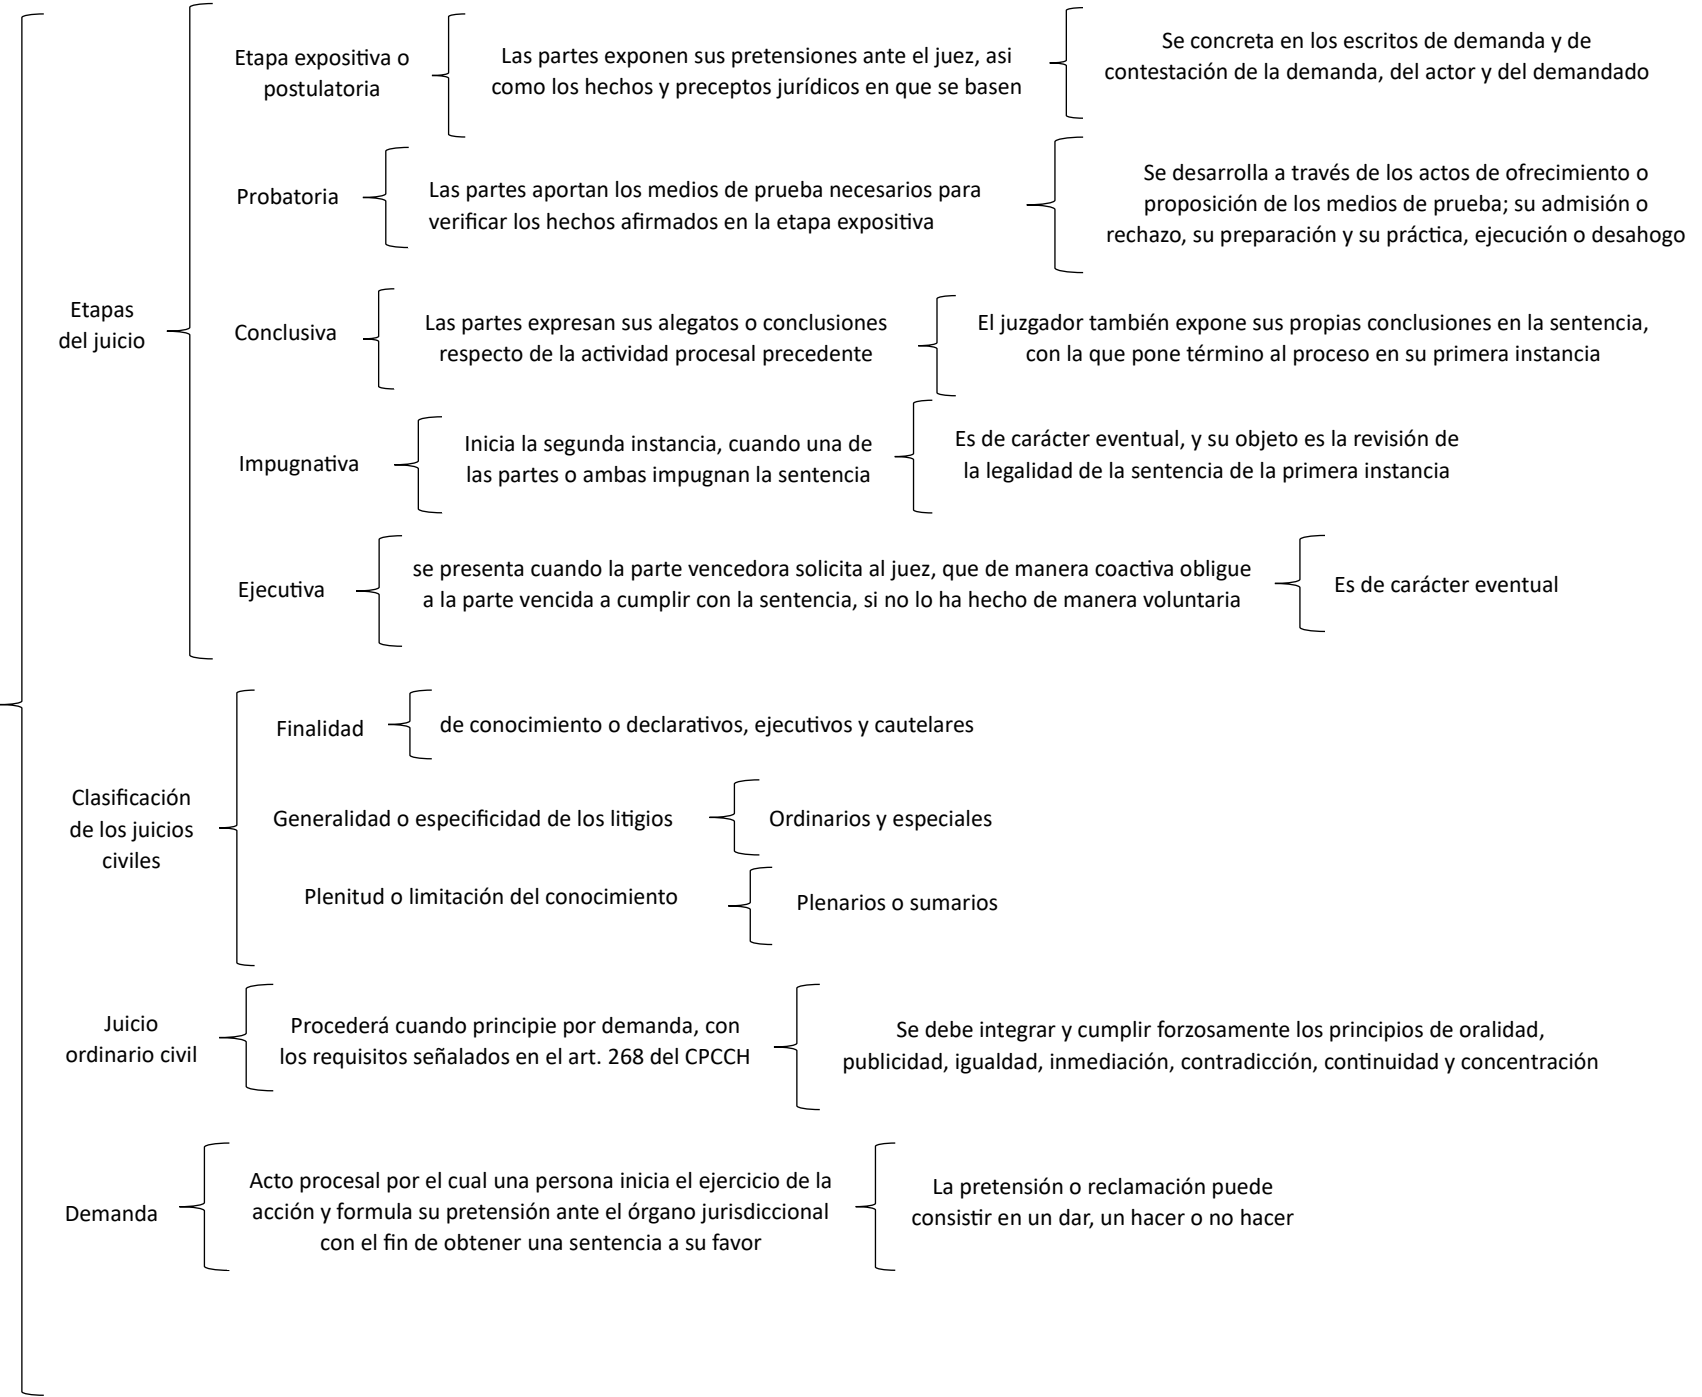 Etapas
del juicio
Etapa expositiva o
postulatoria
Las partes exponen sus pretensiones ante el juez, asi
como los hechos y preceptos jurídicos en que se basen
Se concreta en los escritos de demanda y de
contestación de la demanda, del actor y del demandado
Probatoria
Las partes aportan los medios de prueba necesarios para
verificar los hechos afirmados en la etapa expositiva
Se desarrolla a través de los actos de ofrecimiento o
proposición de los medios de prueba; su admisión o
rechazo, su preparación y su práctica, ejecución o desahogo
Conclusiva
Las partes expresan sus alegatos o conclusiones
respecto de la actividad procesal precedente
El juzgador también expone sus propias conclusiones en la sentencia,
con la que pone término al proceso en su primera instancia
Impugnativa
Inicia la segunda instancia, cuando una de
las partes o ambas impugnan la sentencia
Es de carácter eventual, y su objeto es la revisión de
la legalidad de la sentencia de la primera instancia
Ejecutiva
se presenta cuando la parte vencedora solicita al juez, que de manera coactiva obligue
a la parte vencida a cumplir con la sentencia, si no lo ha hecho de manera voluntaria
Es de carácter eventual
Clasificación
de los juicios
civiles
Finalidad
de conocimiento o declarativos, ejecutivos y cautelares
Generalidad o especificidad de los litigios
Ordinarios y especiales
Plenitud o limitación del conocimiento
Plenarios o sumarios
Juicio
ordinario civil
Procederá cuando principie por demanda, con
los requisitos señalados en el art. 268 del CPCCH
Se debe integrar y cumplir forzosamente los principios de oralidad,
publicidad, igualdad, inmediación, contradicción, continuidad y concentración
Demanda
Acto procesal por el cual una persona inicia el ejercicio de la
acción y formula su pretensión ante el órgano jurisdiccional
con el fin de obtener una sentencia a su favor
La pretensión o reclamación puede
consistir en un dar, un hacer o no hacer